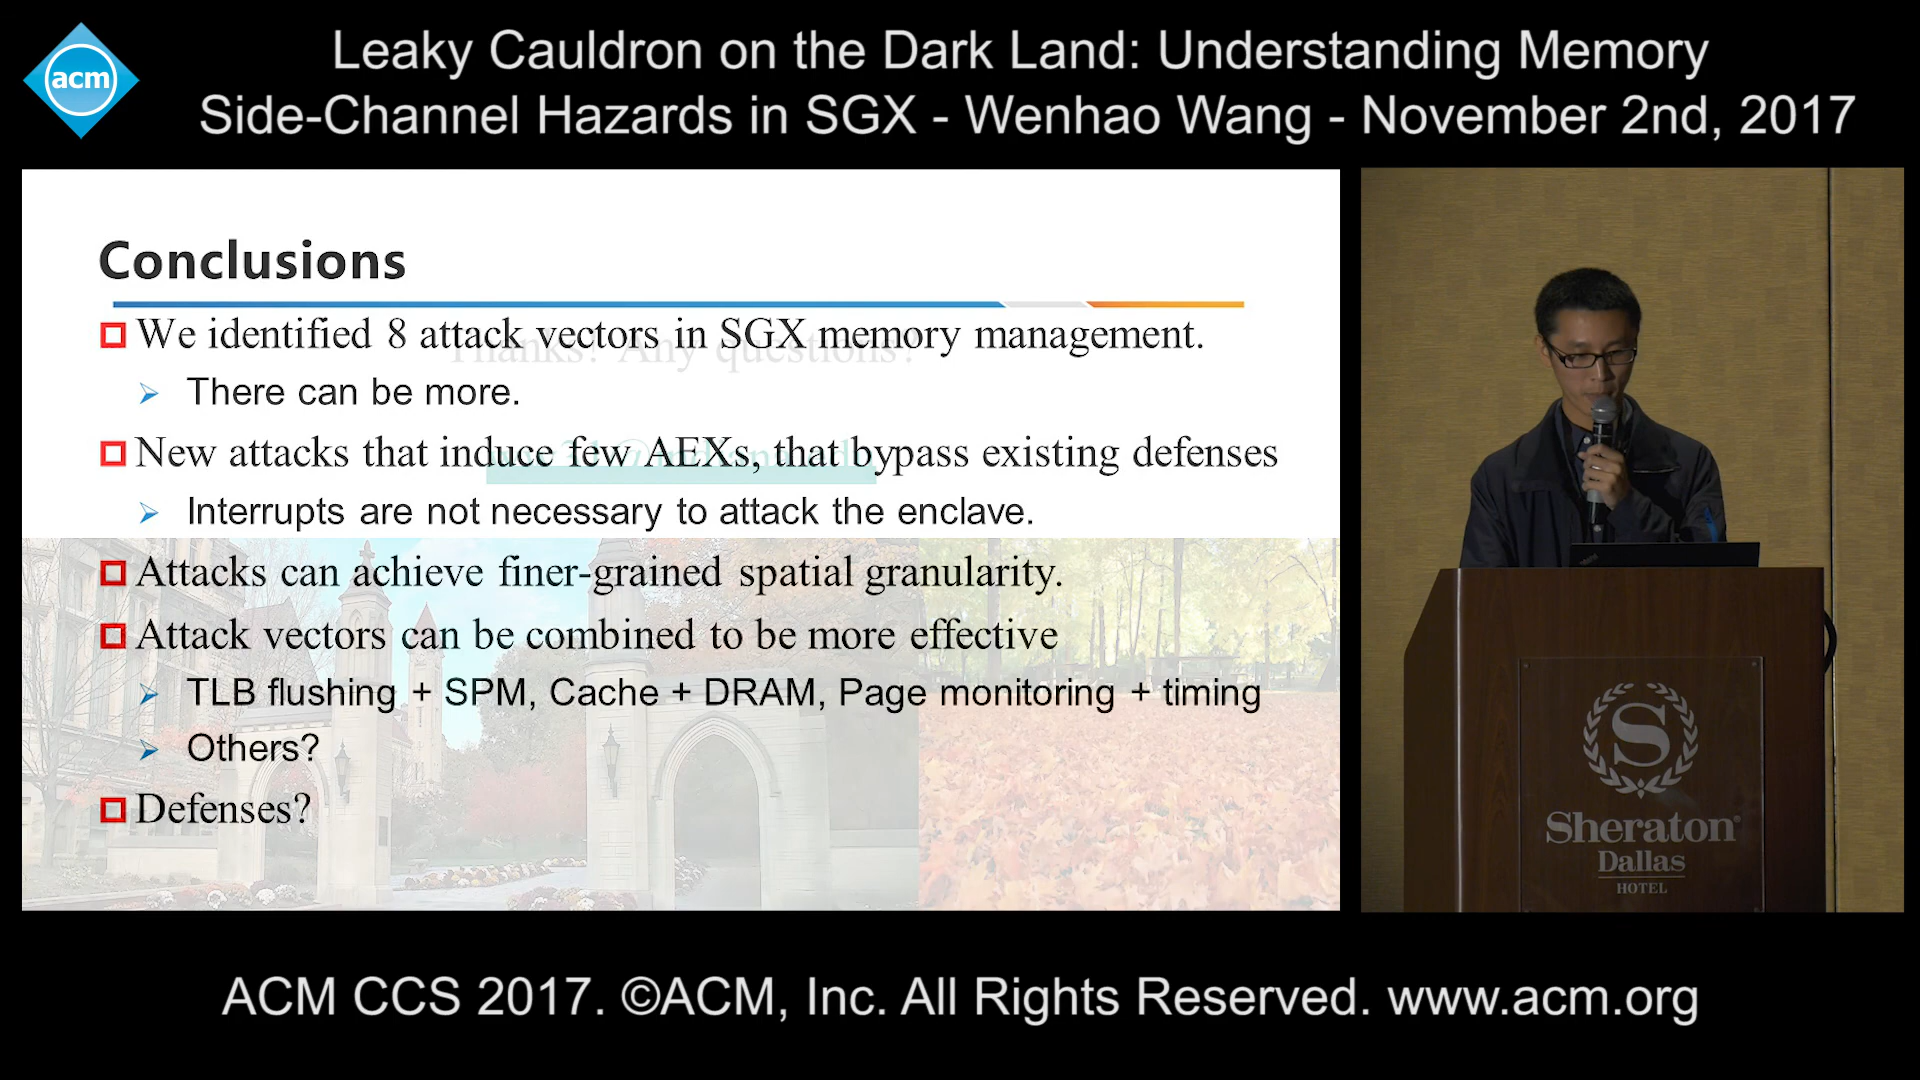 acm
Leaky Cauldron on the Dark Land: Understanding Memory
Side-Channel Hazards in SGX - Wenhao Wang - November 2nd, 2017
Conclusions
We identified 8 attack vectors in SGX memory management.
Thanks! Any questions?
There can be more.
New attacks that induce few AEXs, that bypass existing defenses
Interrupts are not necessary to attack the enclave.
Attacks can achieve finer-grained spatial granularity.
Attack vectors can be combined to be more effective
TLB flushing + SPM, Cache + DRAM, Page monitoring + timing
Others?
Defenses?
S
Sheraton
Dallas
HOTEL
ACM CCS 2017. ©ACM, Inc. All Rights Reserved. www.acm.org